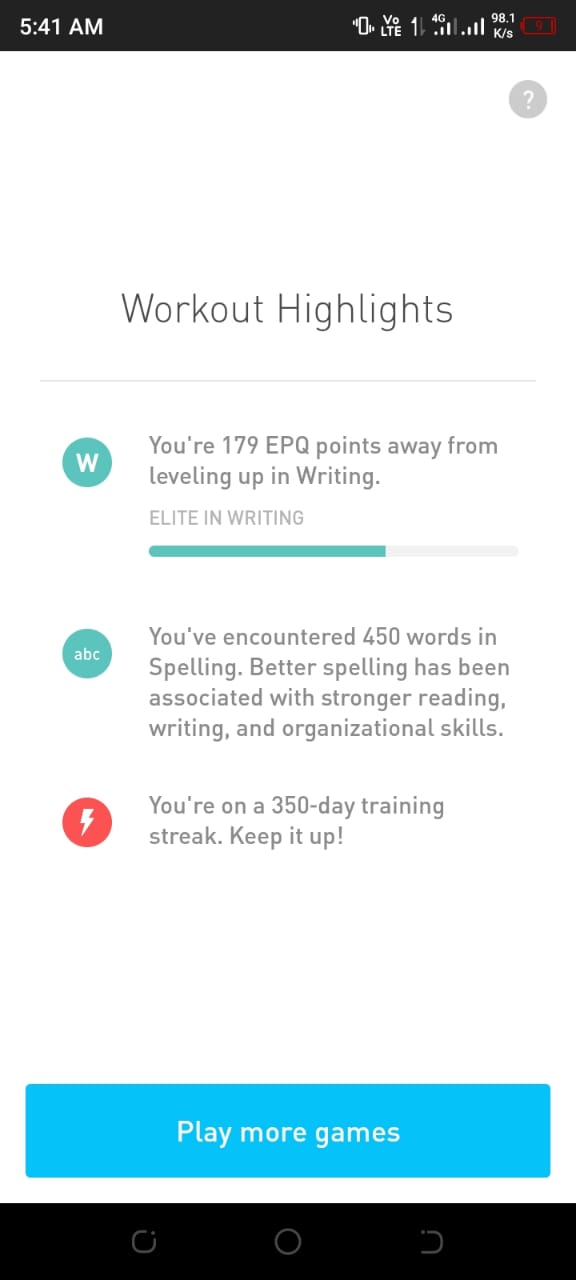 5:41 AM
Vo
LTE
4G
98.1
K/s
9
?
Workout Highlights
W
You're 179 EPQ points away from
leveling up in Writing.
ELITE IN WRITING
abc
You've encountered 450 words in
Spelling. Better spelling has been
associated with stronger reading,
writing, and organizational skills.
You're on a 350-day training
streak. Keep it up!
Play more games